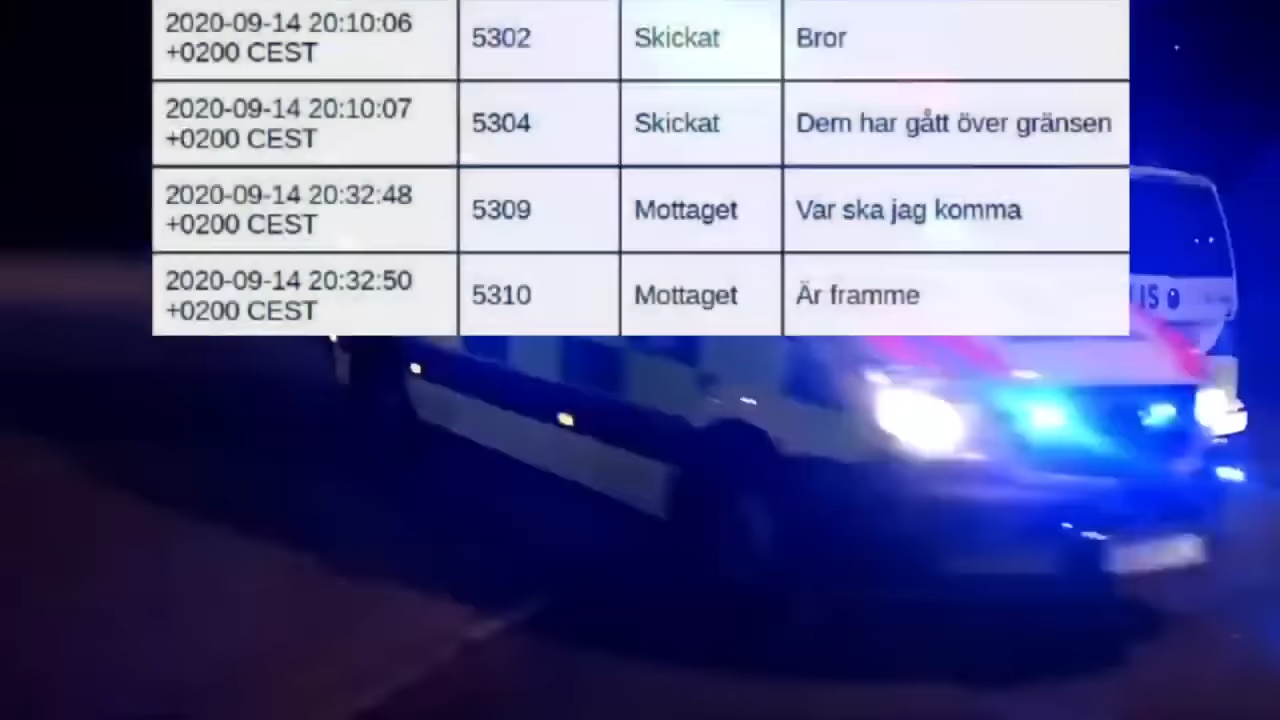 2020-09-14 20:10:06 5302 Skickat Bror
+0200 CEST
2020-09-14 20:10:07 5304 Skickat Dem har gått över gränsen
+0200 CEST
2020-09-14 20:32:48 5309 Mottaget Var ska jag komma
+0200 CEST
2020-09-14 20:32:50 5310 Mottaget Är framme
+0200 CEST
IS